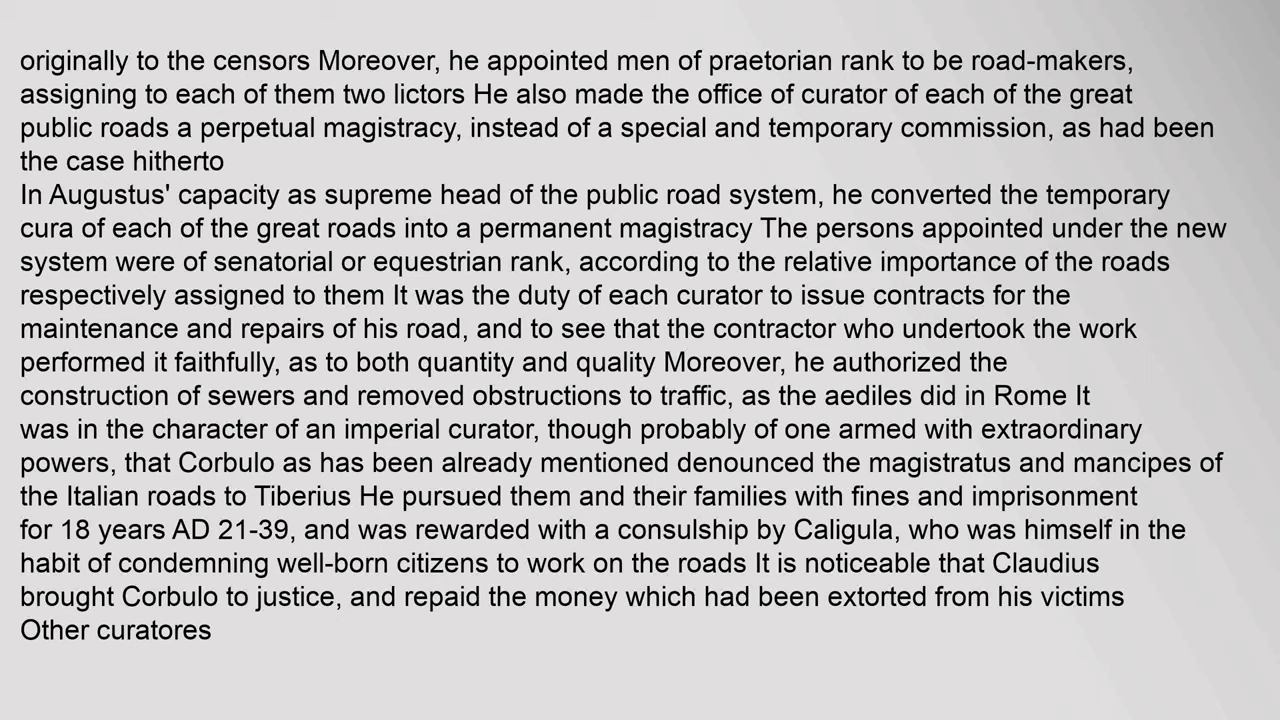 originally to the censors Moreover, he appointed men of praetorian rank to be road-makers,
assigning to each of them two lictors He also made the office of curator of each of the great
public roads a perpetual magistracy, instead of a special and temporary commission, as had been
the case hitherto
In Augustus' capacity as supreme head of the public road system, he converted the temporary
cura of each of the great roads into a permanent magistracy The persons appointed under the new
system were of senatorial or equestrian rank, according to the relative importance of the roads
respectively assigned to them It was the duty of each curator to issue contracts for the
maintenance and repairs of his road, and to see that the contractor who undertook the work
performed it faithfully, as to both quantity and quality Moreover, he authorized the
construction of sewers and removed obstructions to traffic, as the aediles did in Rome It
was in the character of an imperial curator, though probably of one armed with extraordinary
powers, that Corbulo as has been already mentioned denounced the magistratus and mancipes of
the Italian roads to Tiberius He pursued them and their families with fines and imprisonment
for 18 years AD 21-39, and was rewarded with a consulship by Caligula, who was himself in the
habit of condemning well-born citizens to work on the roads It is noticeable that Claudius
brought Corbulo to justice, and repaid the money which had been extorted from his victims
Other curatores